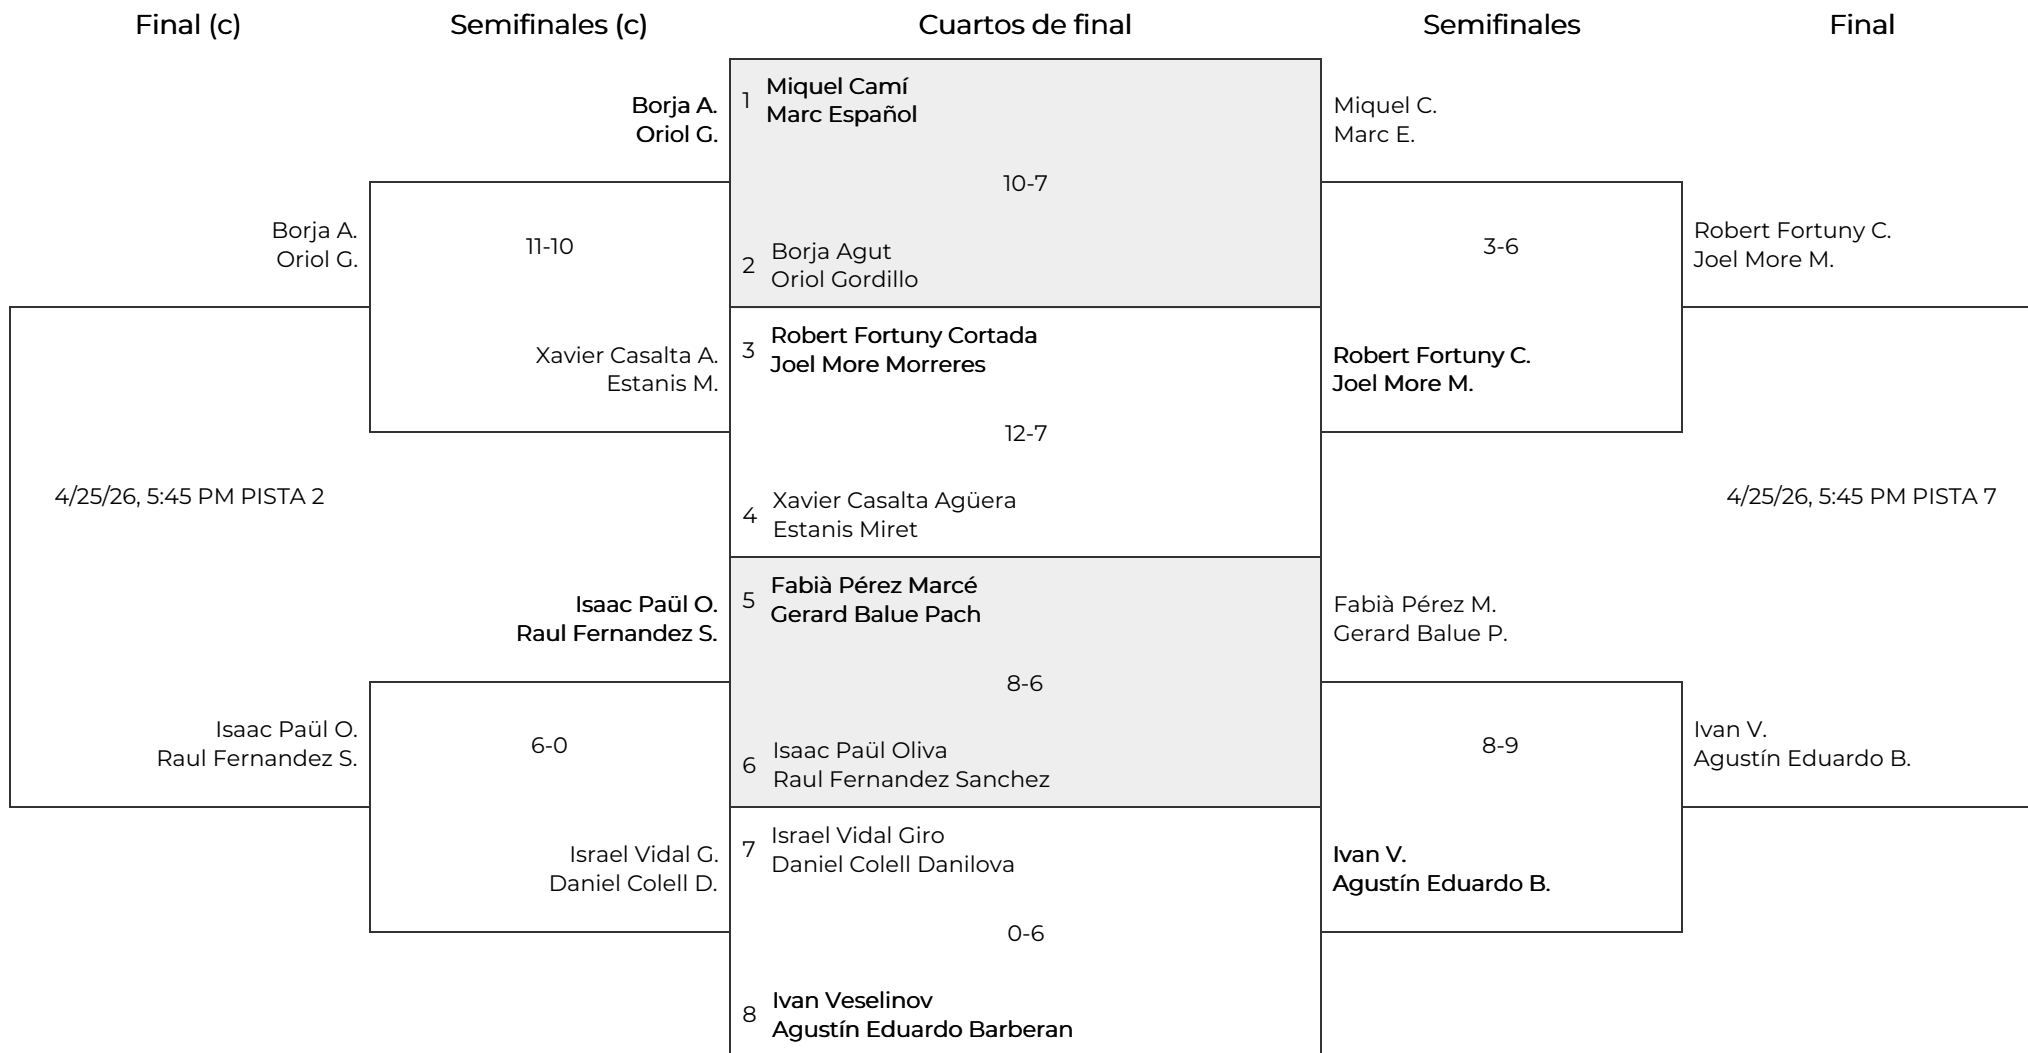 Final (c)
Semifinales (c)
Cuartos de final
Semifinales
Final
Borja A.
Oriol G.
Borja A.
Oriol G.
11-10
Xavier Casalta A.
Estanis M.
4/25/26, 5:45 PM PISTA 2
Isaac Paül O.
Raul Fernandez S.
Isaac Paül O.
Raul Fernandez S.
6-0
Israel Vidal G.
Daniel Colell D.
1 Miquel Camí
Marc Español
10-7
2 Borja Agut
Oriol Gordillo
3 Robert Fortuny Cortada
Joel More Morreres
12-7
4 Xavier Casalta Agüera
Estanis Miret
5 Fabià Pérez Marcé
Gerard Balue Pach
8-6
6 Isaac Paül Oliva
Raul Fernandez Sanchez
7 Israel Vidal Giro
Daniel Colell Danilova
0-6
8 Ivan Veselinov
Agustín Eduardo Barberan
Miquel C.
Marc E.
3-6
Robert Fortuny C.
Joel More M.
Fabià Pérez M.
Gerard Balue P.
8-9
Ivan V.
Agustín Eduardo B.
Robert Fortuny C.
Joel More M.
4/25/26, 5:45 PM PISTA 7
Ivan V.
Agustín Eduardo B.